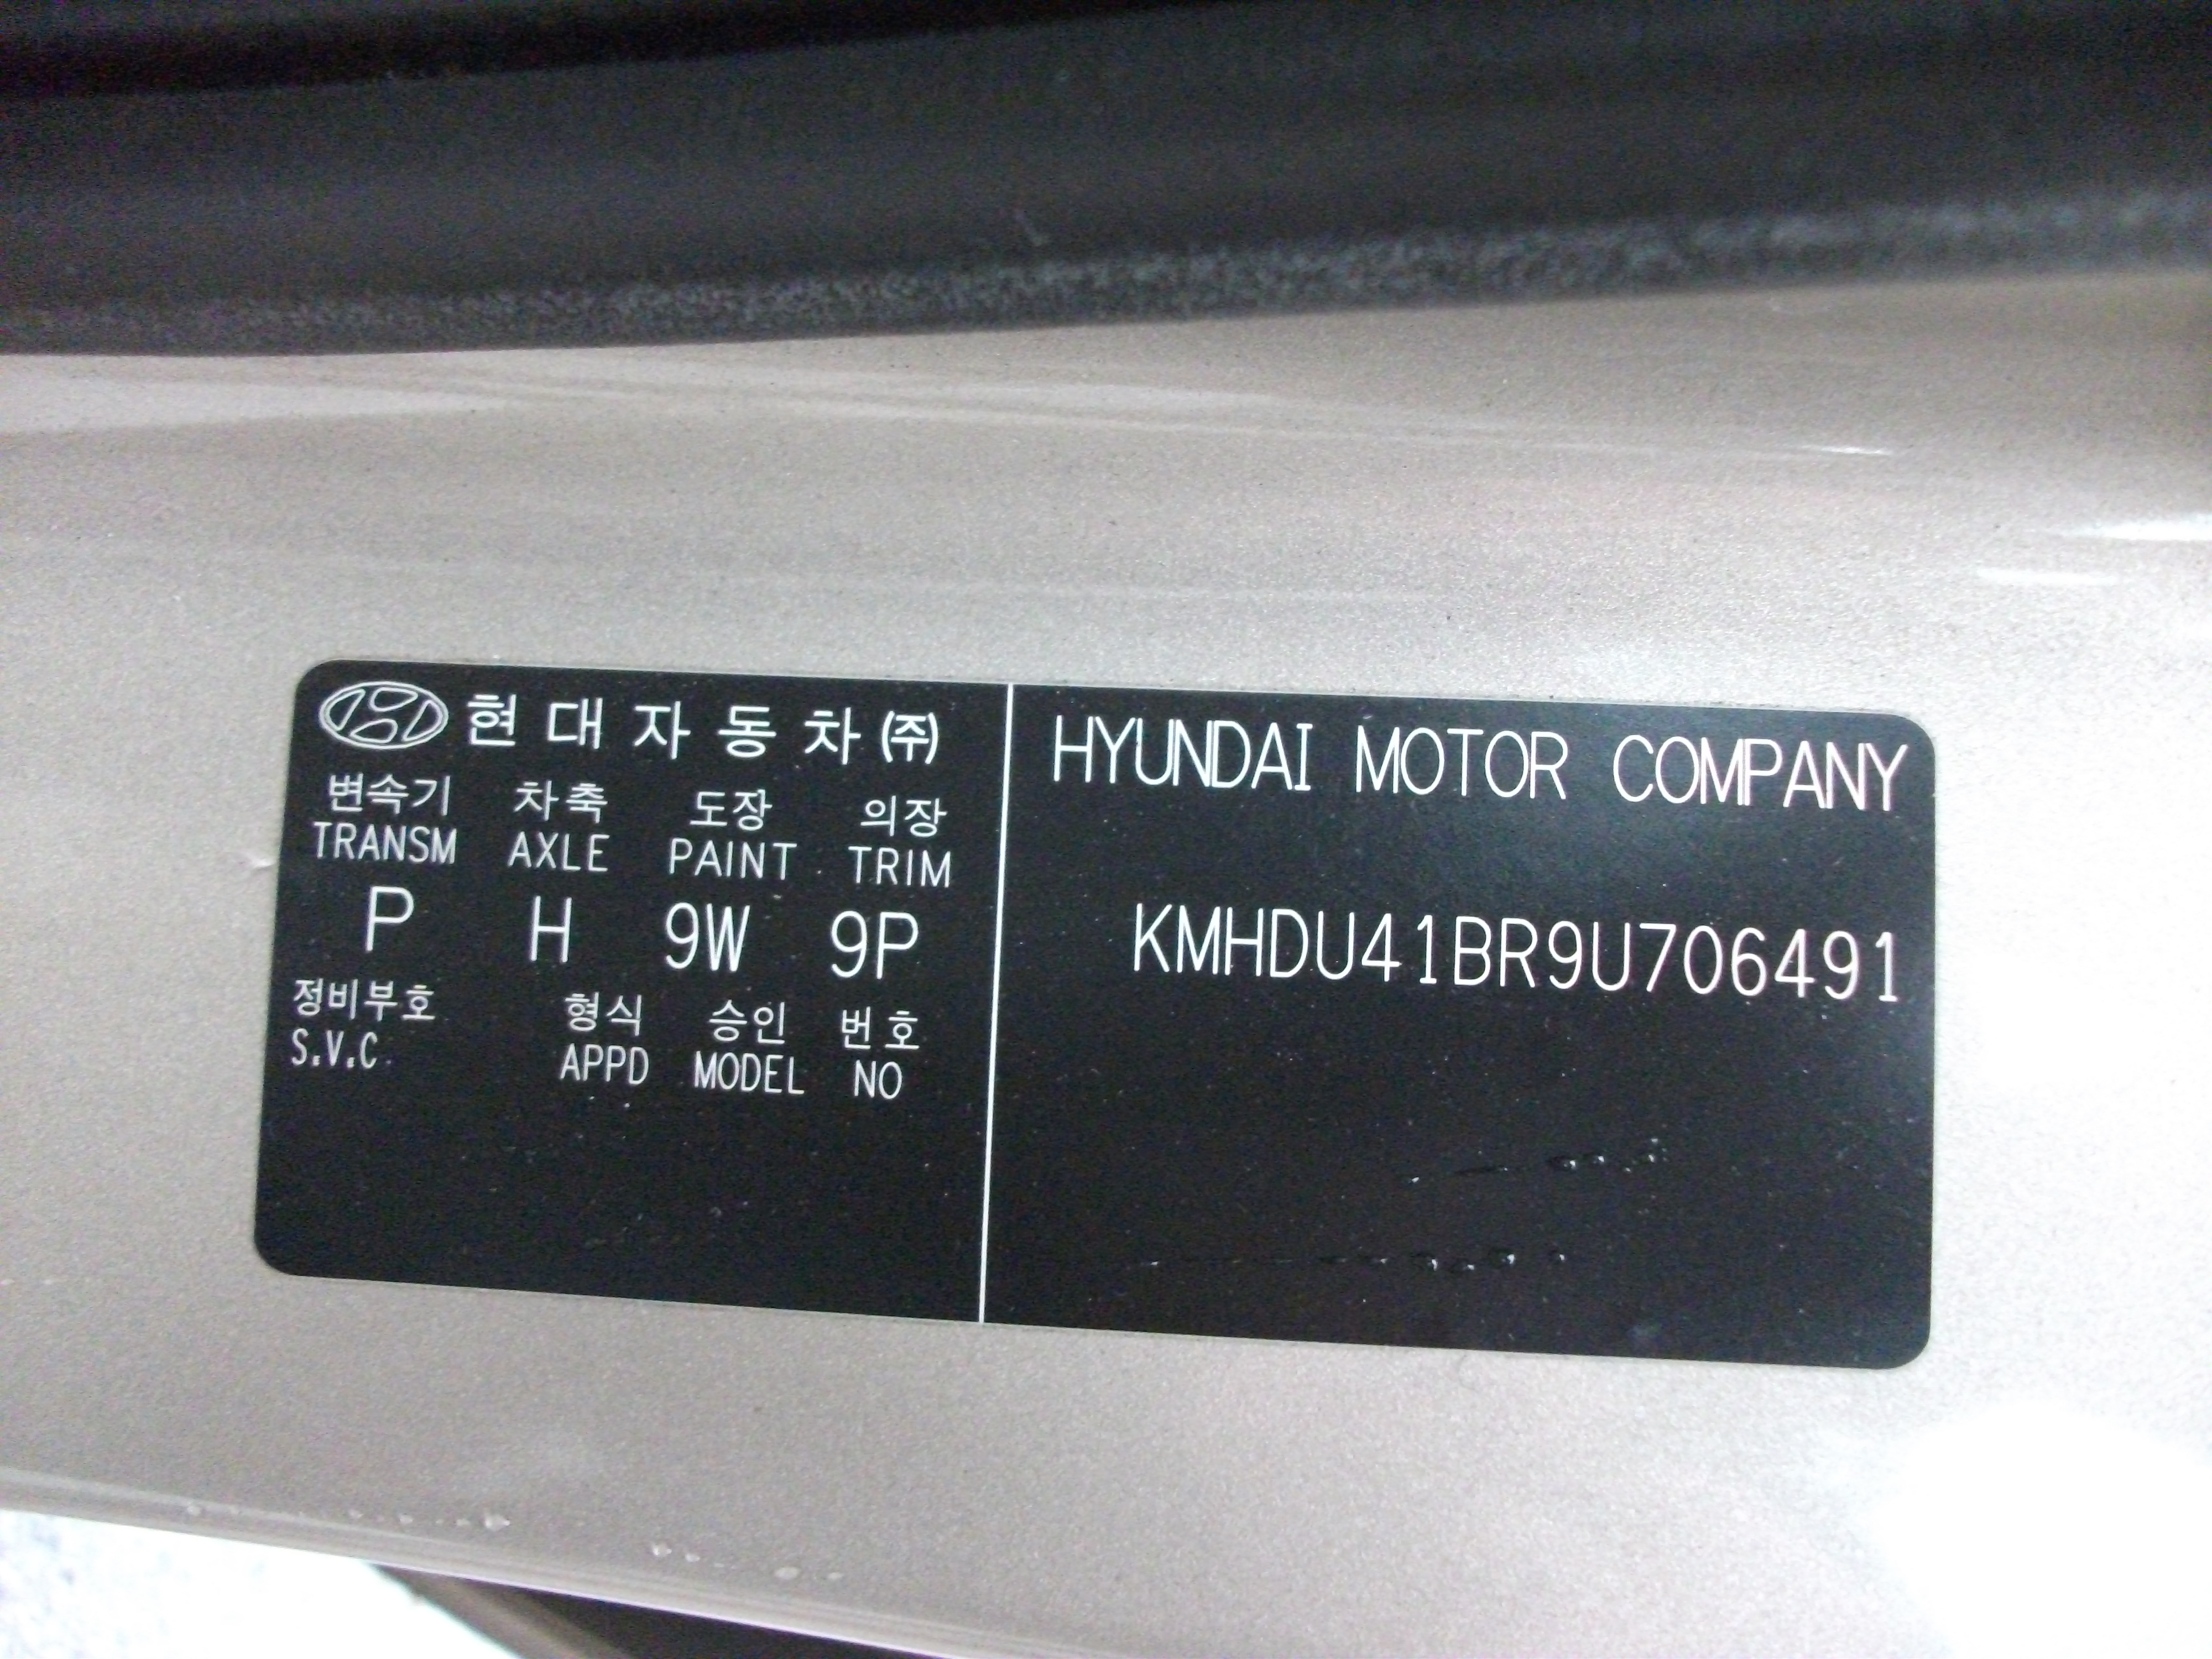 현대자동차㈜
변속기 차축 도장 의장
TRANSM AXLE PAINT TRIM
P H 9W 9P
정비부호 형식 승인 번호
S.V.C APPD MODEL NO
HYUNDAI MOTOR COMPANY
KMHDU41BR9U706491